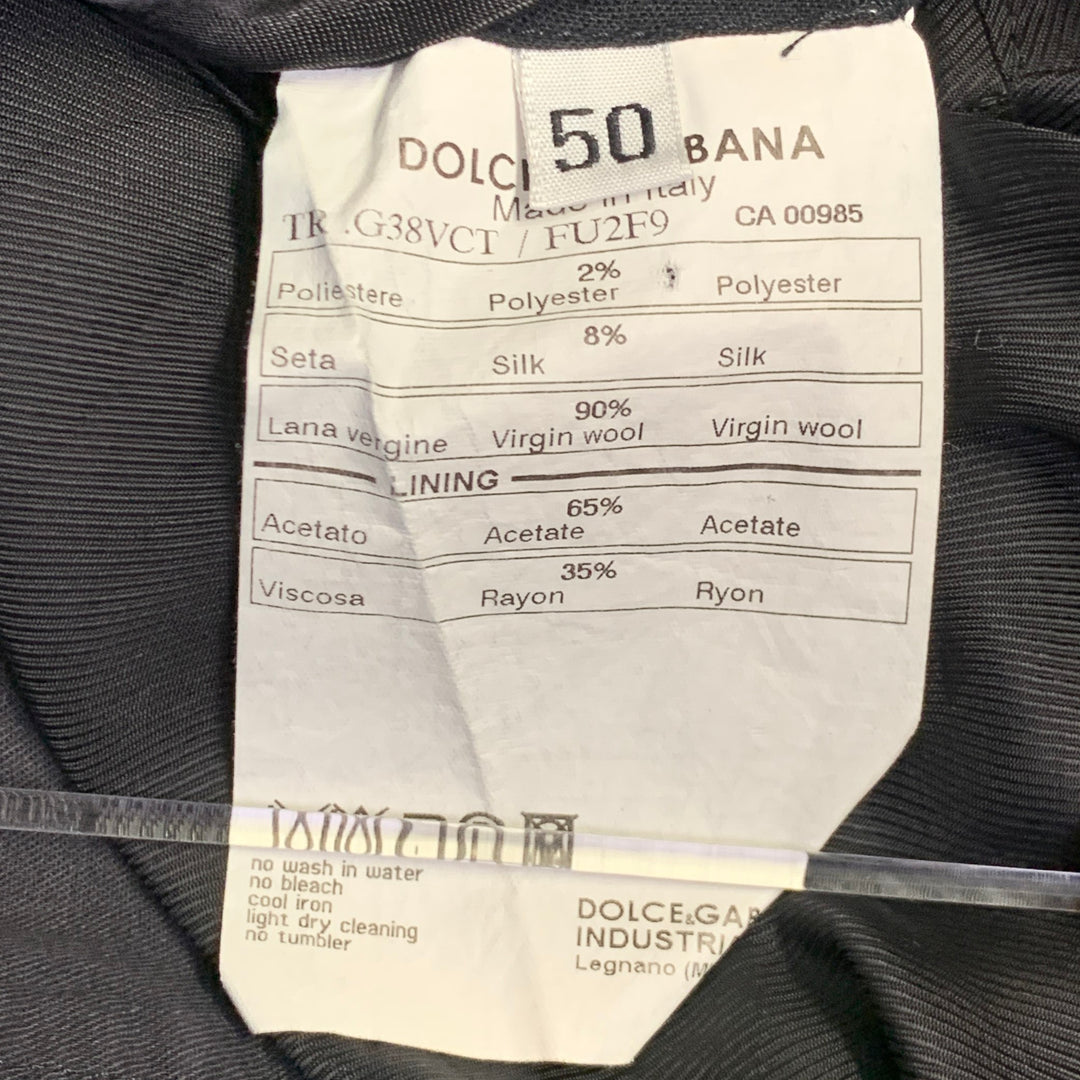 50
DOLC BANA
Made in Italy
TR .G38VCT / FU2F9 CA 00985
2%
Poliestere Polyester Polyester
8%
Seta Silk Silk
90%
Lana vergine Virgin wool Virgin wool
LINING
65%
Acetato Acetate Acetate
35%
Viscosa Rayon Ryon
no wash in water
no bleach
cool iron
light dry cleaning
no tumbler
DOLCE&GAB
INDUSTRI
Legnano (M